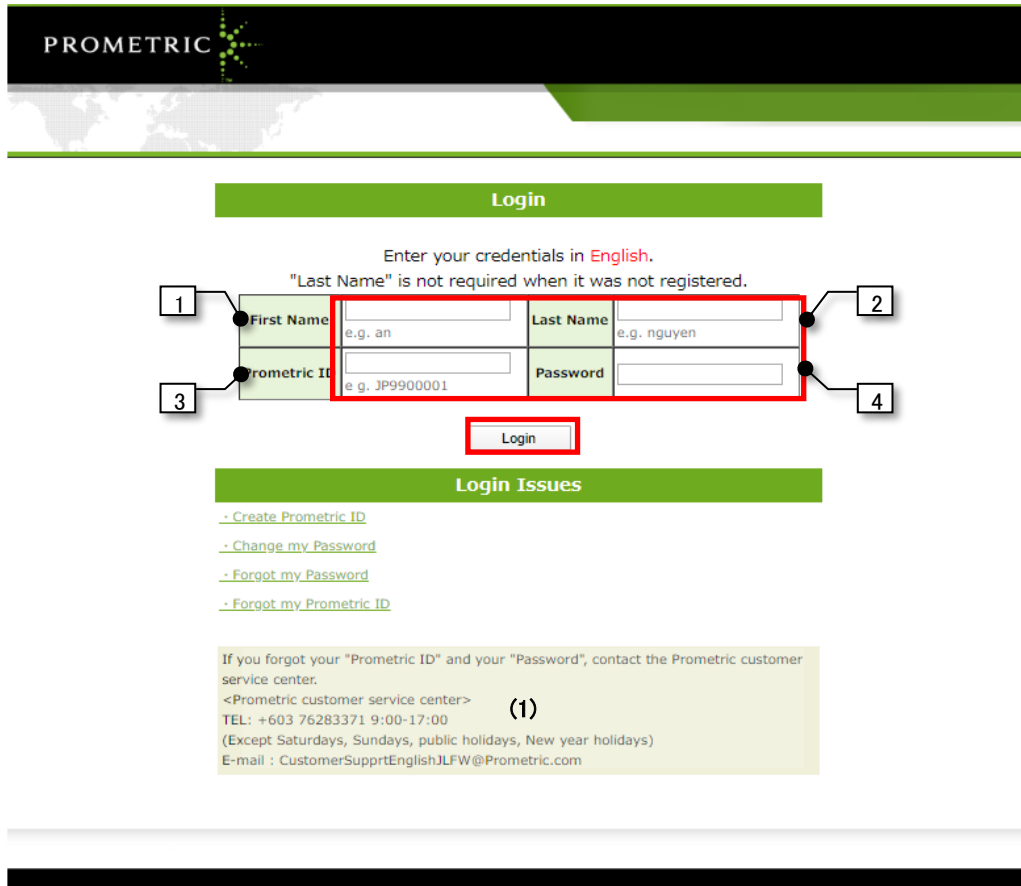 PROMETRIC
Login
Enter your credentials in English.
"Last Name" is not required when it was not registered.
1
First Name
e.g. an
Last Name
e.g. nguyen
2
3
Prometric ID
e g. JP9900001
Password
4
Login
Login Issues
· Create Prometric ID
· Change my Password
· Forgot my Password
· Forgot my Prometric ID
If you forgot your "Prometric ID" and your "Password", contact the Prometric customer
service center.
<Prometric customer service center>
(1)
TEL: +603 76283371 9:00-17:00
(Except Saturdays, Sundays, public holidays, New year holidays)
E-mail : CustomerSupprtEnglishJLFW@Prometric.com